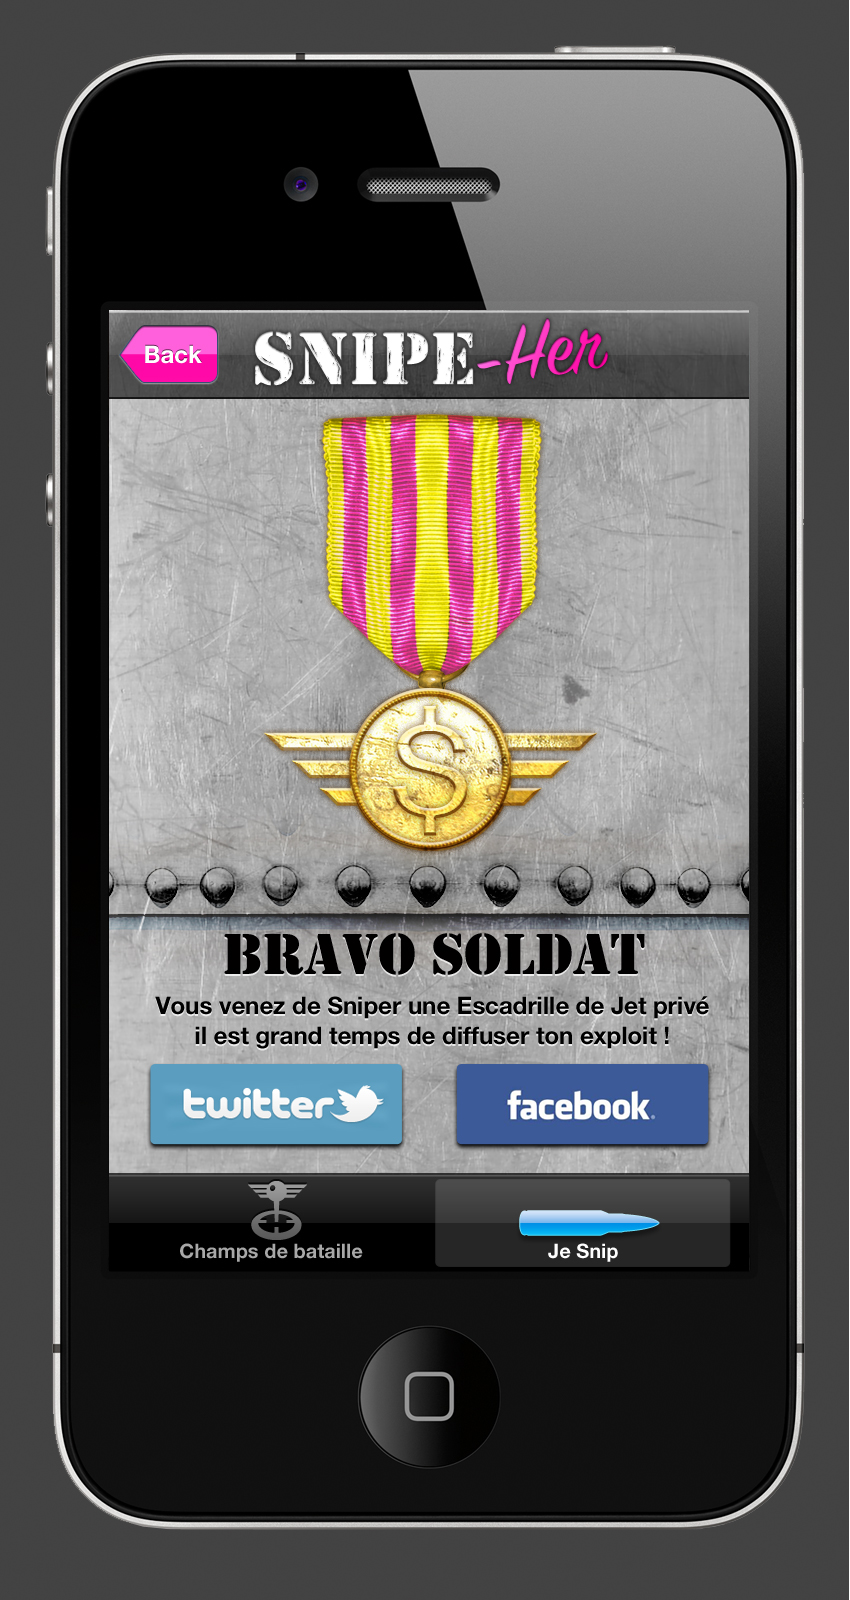 Back
SNIPE-Her
$
BRAVO SOLDAT
Vous venez de Sniper une Escadrille de Jet privé
il est grand temps de diffuser ton exploit !
twitter
facebook
Champs de bataille
Je Snip